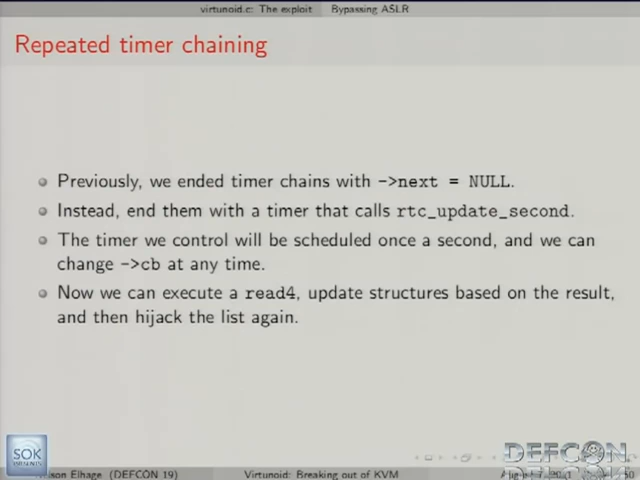 virtunoid.c: The exploit Bypassing ASLR
Repeated timer chaining
Previously, we ended timer chains with ->next = NULL.
Instead, end them with a timer that calls rtc_update_second.
The timer we control will be scheduled once a second, and we can
change ->cb at any time.
Now we can execute a read4, update structures based on the result,
and then hijack the list again.
SOK
DEFCON
Elhage (DEFCON 19) Virtunoid: Breaking out of KVM